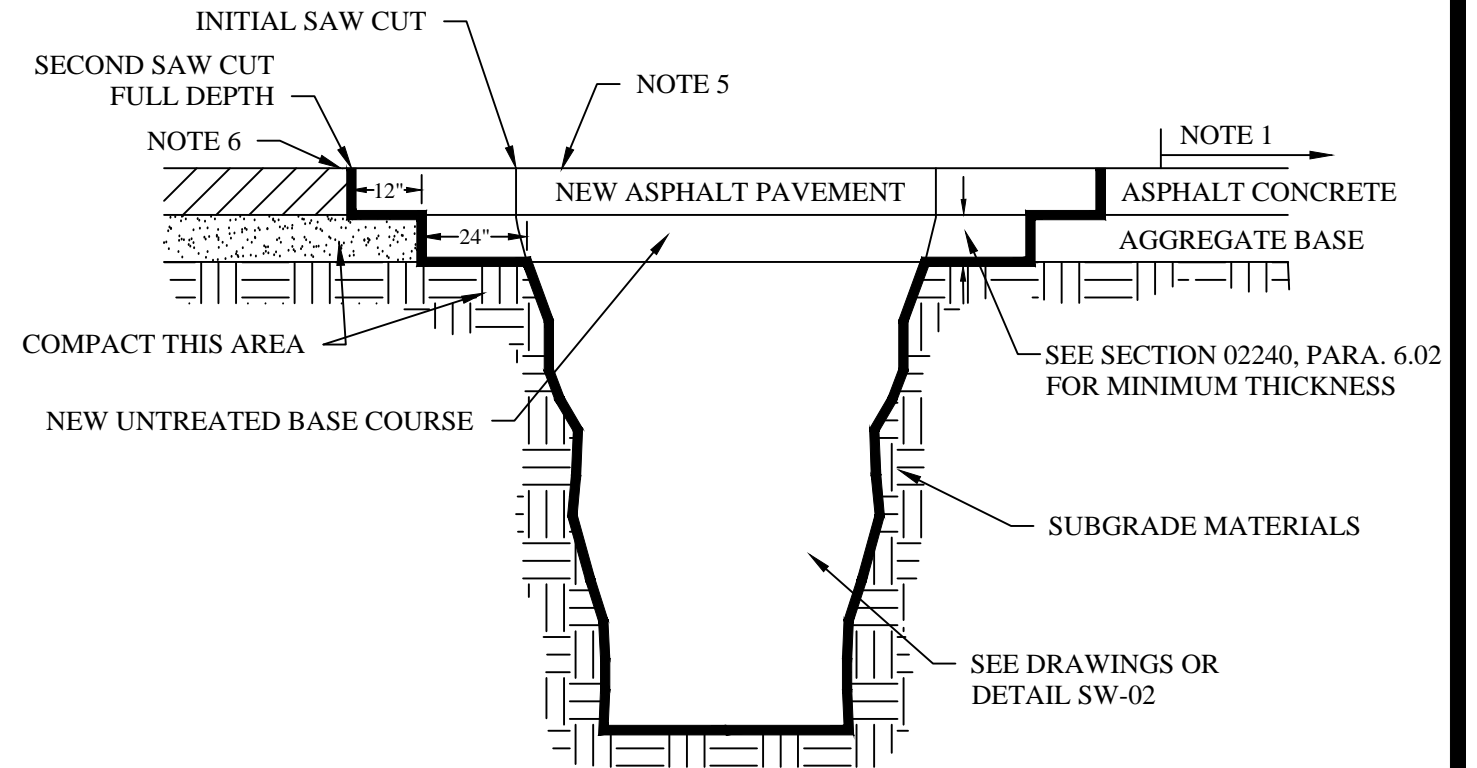 INITIAL SAW CUT
SECOND SAW CUT
FULL DEPTH
NOTE 5
NOTE 6
NOTE 1
12"
NEW ASPHALT PAVEMENT
ASPHALT CONCRETE
24"
AGGREGATE BASE
COMPACT THIS AREA
SEE SECTION 02240, PARA. 6.02
FOR MINIMUM THICKNESS
NEW UNTREATED BASE COURSE
SUBGRADE MATERIALS
SEE DRAWINGS OR
DETAIL SW-02